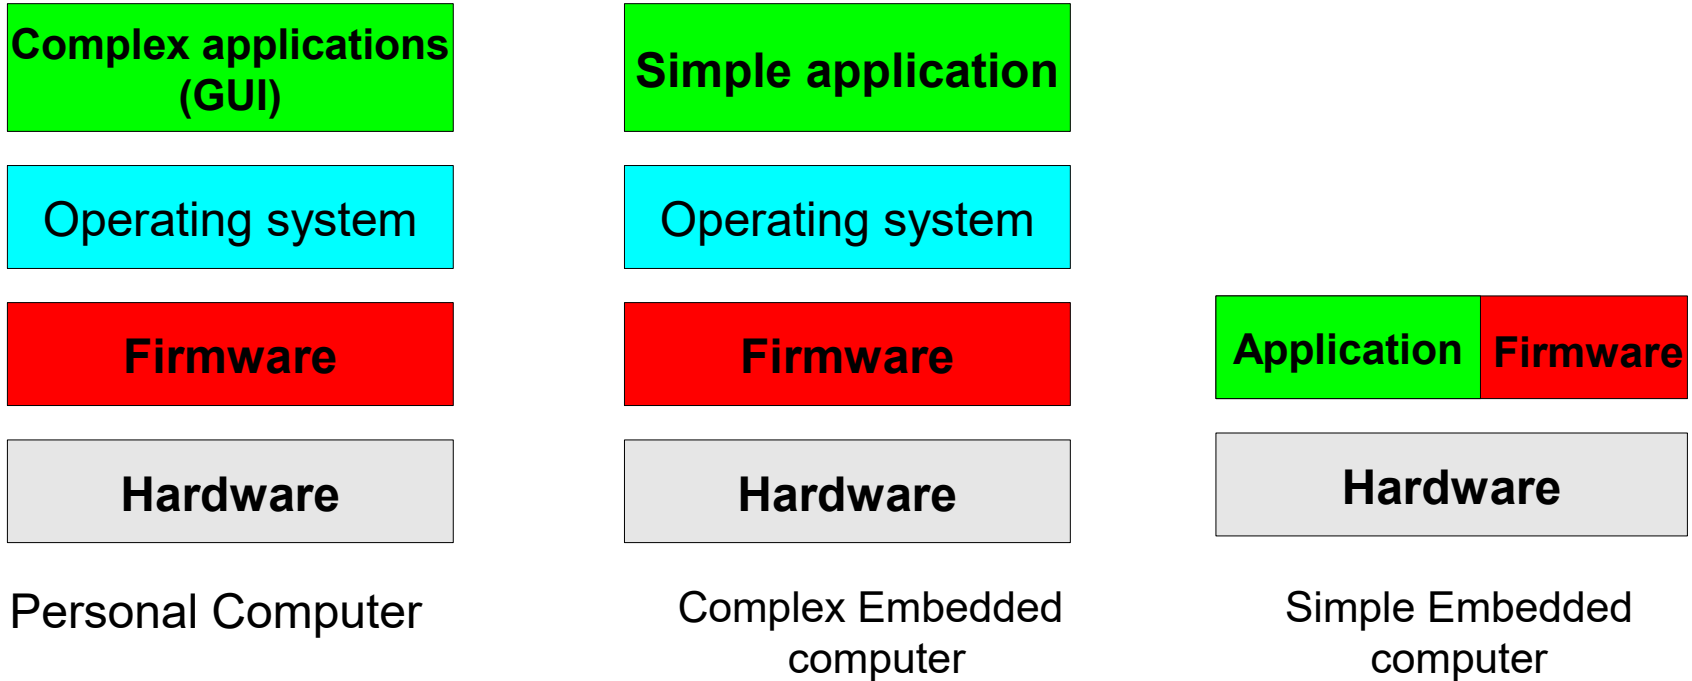 Complex applications
(GUI)
Operating system
Firmware
Hardware
Personal Computer
Simple application
Operating system
Firmware
Hardware
Complex Embedded
computer
Application
Firmware
Hardware
Simple Embedded
computer